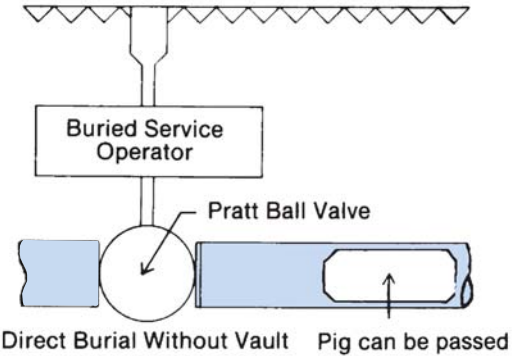 Buried Service
Operator
Pratt Ball Valve
Direct Burial Without Vault
Pig can be passed